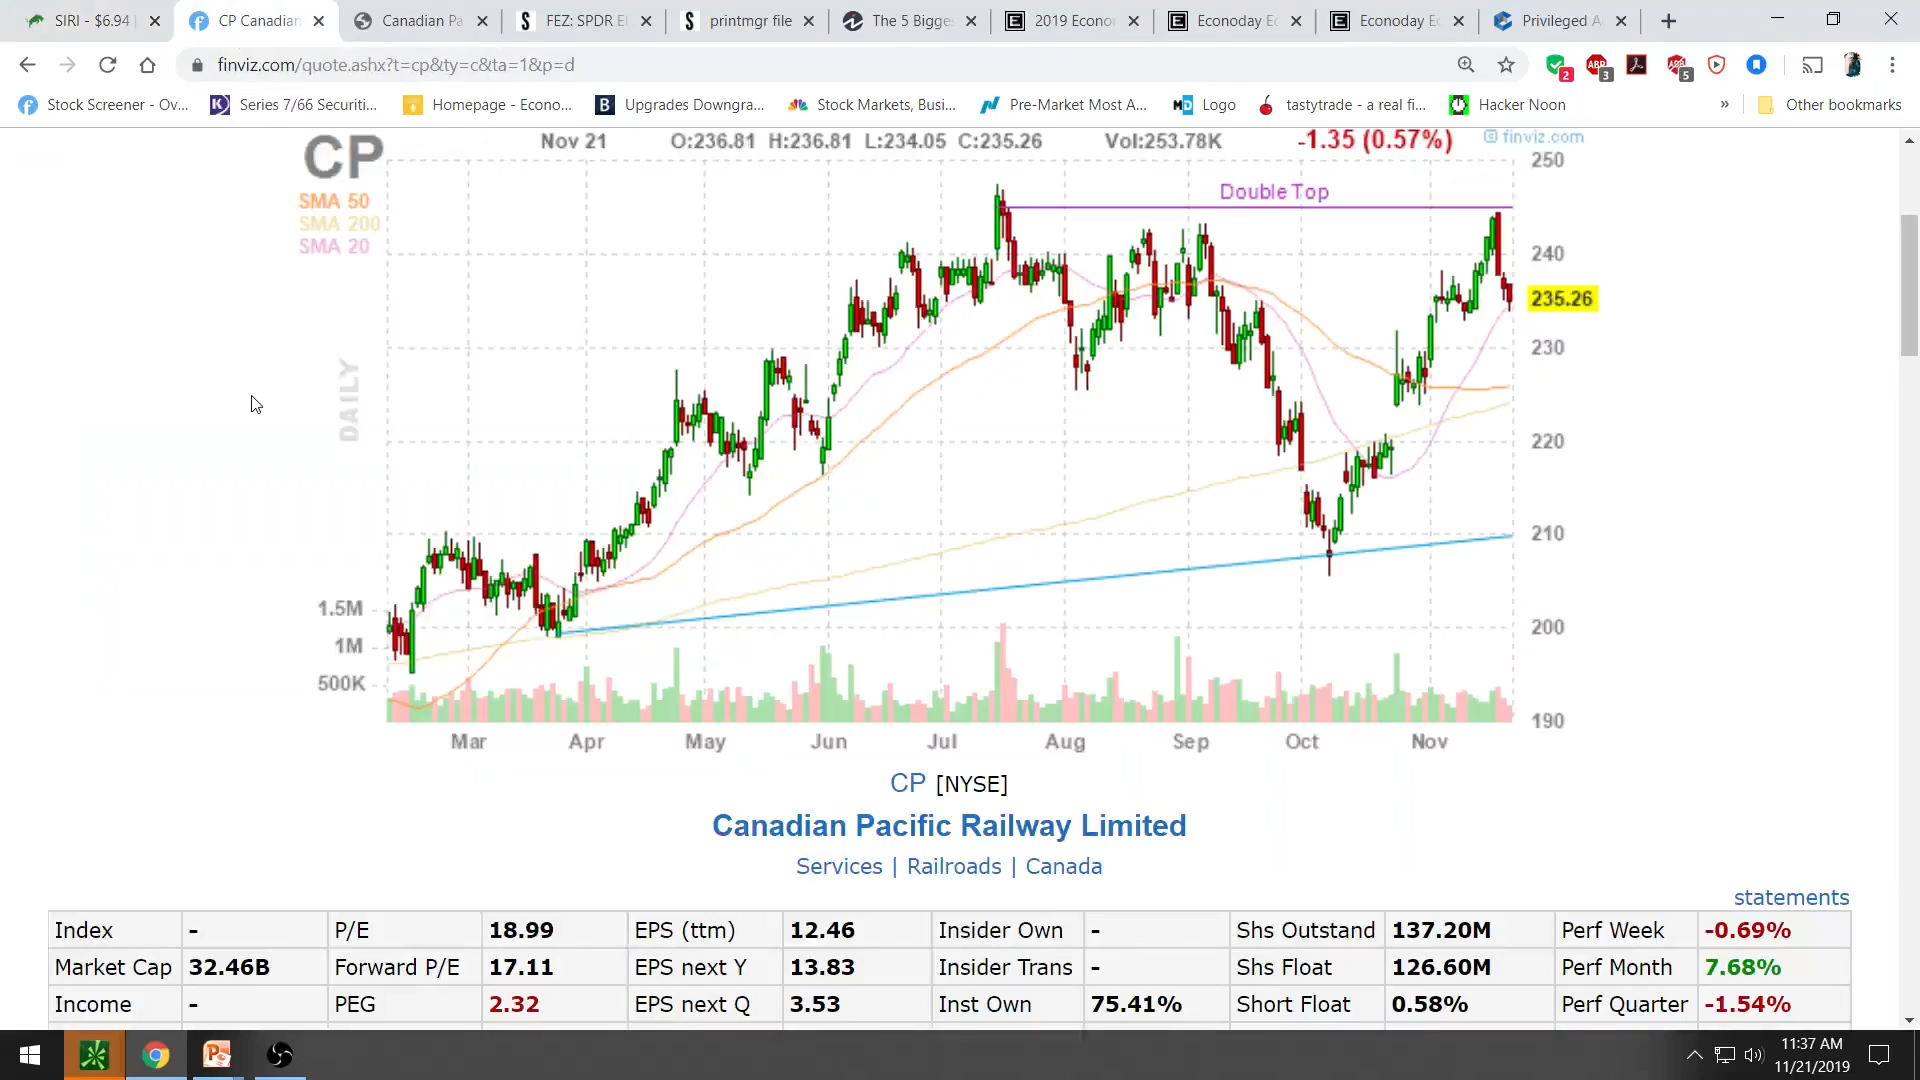 SIRI - $6.94
CP Canadian
Canadian Pa
FEZ: SPDR E
printmgr file
The 5 Bigge
2019 Econo
Econoday Ec
Econoday Ec
Privileged A
finviz.com/quote.ashx?t=cp&ty=c&ta=1&p=d
2
ABP
3
5
Stock Screener - Ov...
Series 7/66 Securiti...
Homepage - Econo...
B
Upgrades Downgra...
Stock Markets, Busi...
Pre-Market Most A...
MD
Logo
tastytrade - a real fi...
Hacker Noon
»
Other bookmarks
CP
Nov 21
O:236.81 H:236.81 L:234.05 C:235.26
Vol:253.78K
-1.35 (0.57%)
© finviz.com
SMA 50
SMA 200
SMA 20
DAILY
Double Top
250
240
235.26
230
220
210
200
190
1.5M
1M
500K
Mar Apr May Jun Jul Aug Sep Oct Nov
CP [NYSE]
Canadian Pacific Railway Limited
Services | Railroads | Canada
statements
Index - P/E 18.99 EPS (ttm) 12.46 Insider Own - Shs Outstand 137.20M Perf Week -0.69%
Market Cap 32.46B Forward P/E 17.11 EPS next Y 13.83 Insider Trans - Shs Float 126.60M Perf Month 7.68%
Income - PEG 2.32 EPS next Q 3.53 Inst Own 75.41% Short Float 0.58% Perf Quarter -1.54%
11:37 AM
11/21/2019